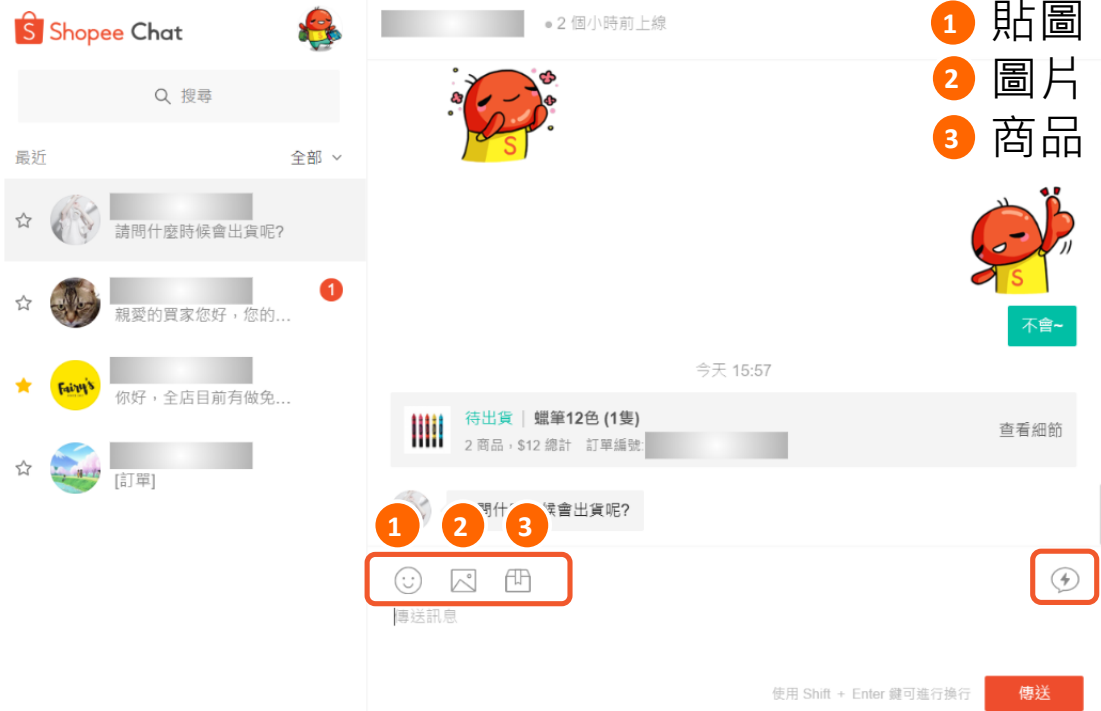 Shopee Chat
搜尋
最近
全部
請問什麼時候會出貨呢?
1
親愛的買家您好，您的...
Fairy's
你好，全店目前有做免...
[訂單]
2 個小時前上線
1 貼圖
2 圖片
3 商品
S
S
不會~
今天 15:57
待出貨 | 蠟筆12色 (1隻)
2 商品，$12 總計 訂單編號:
查看細節
候會出貨呢?
1 2 3
傳送訊息
使用 Shift + Enter 鍵可進行換行
傳送